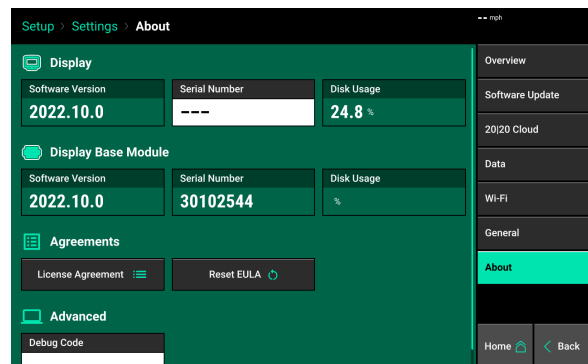 Setup > Settings > About
-- mph
Display
Software Version
2022.10.0
Serial Number
---
Disk Usage
24.8 %
Display Base Module
Software Version
2022.10.0
Serial Number
30102544
Disk Usage
%
Agreements
License Agreement
Reset EULA
Advanced
Debug Code
Overview
Software Update
20|20 Cloud
Data
Wi-Fi
General
About
Home
< Back